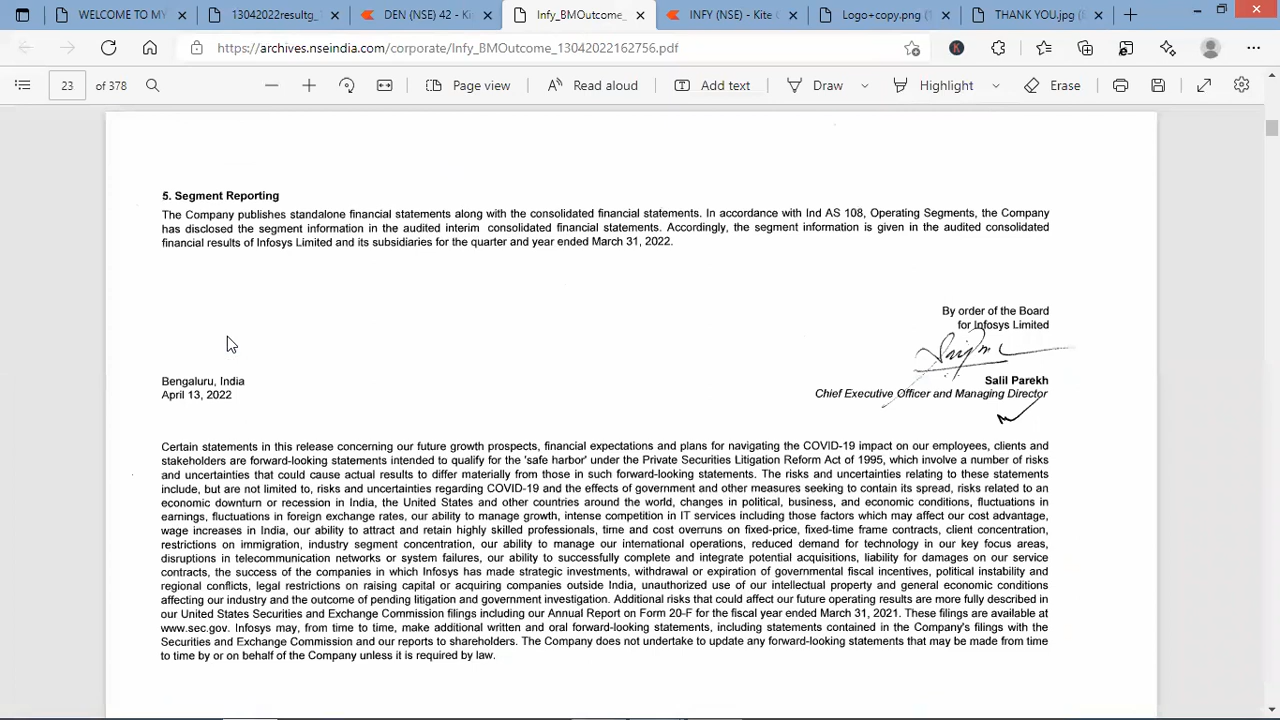 WELCOME TO MY
13042022resultg_
DEN (NSE) 42 - Ki
Infy_BMOutcome_
INFY (NSE) - Kite
Logo+copy.png (
THANK YOU.jpg (
https://archives.nseindia.com/corporate/Infy_BMOutcome_13042022162756.pdf
K
23 of 378
Page view
Read aloud
Add text
Draw
Highlight
Erase
5. Segment Reporting
The Company publishes standalone financial statements along with the consolidated financial statements. In accordance with Ind AS 108, Operating Segments, the Company
has disclosed the segment information in the audited interim consolidated financial statements. Accordingly, the segment information is given in the audited consolidated
financial results of Infosys Limited and its subsidiaries for the quarter and year ended March 31, 2022.
By order of the Board
for Infosys Limited
Bengaluru, India
April 13, 2022
Salil Parekh
Chief Executive Officer and Managing Director
Certain statements in this release concerning our future growth prospects, financial expectations and plans for navigating the COVID-19 impact on our employees, clients and
stakeholders are forward-looking statements intended to qualify for the 'safe harbor' under the Private Securities Litigation Reform Act of 1995, which involve a number of risks
and uncertainties that could cause actual results to differ materially from those in such forward-looking statements. The risks and uncertainties relating to these statements
include, but are not limited to, risks and uncertainties regarding COVID-19 and the effects of government and other measures seeking to contain its spread, risks related to an
economic downturn or recession in India, the United States and other countries around the world, changes in political, business, and economic conditions, fluctuations in
earnings, fluctuations in foreign exchange rates, our ability to manage growth, intense competition in IT services including those factors which may affect our cost advantage,
wage increases in India, our ability to attract and retain highly skilled professionals, time and cost overruns on fixed-price, fixed-time frame contracts, client concentration,
restrictions on immigration, industry segment concentration, our ability to manage our international operations, reduced demand for technology in our key focus areas,
disruptions in telecommunication networks or system failures, our ability to successfully complete and integrate potential acquisitions, liability for damages on our service
contracts, the success of the companies in which Infosys has made strategic investments, withdrawal or expiration of governmental fiscal incentives, political instability and
regional conflicts, legal restrictions on raising capital or acquiring companies outside India, unauthorized use of our intellectual property and general economic conditions
affecting our industry and the outcome of pending litigation and government investigation. Additional risks that could affect our future operating results are more fully described in
our United States Securities and Exchange Commission filings including our Annual Report on Form 20-F for the fiscal year ended March 31, 2021. These filings are available at
www.sec.gov. Infosys may, from time to time, make additional written and oral forward-looking statements, including statements contained in the Company's filings with the
Securities and Exchange Commission and our reports to shareholders. The Company does not undertake to update any forward-looking statements that may be made from time
to time by or on behalf of the Company unless it is required by law.